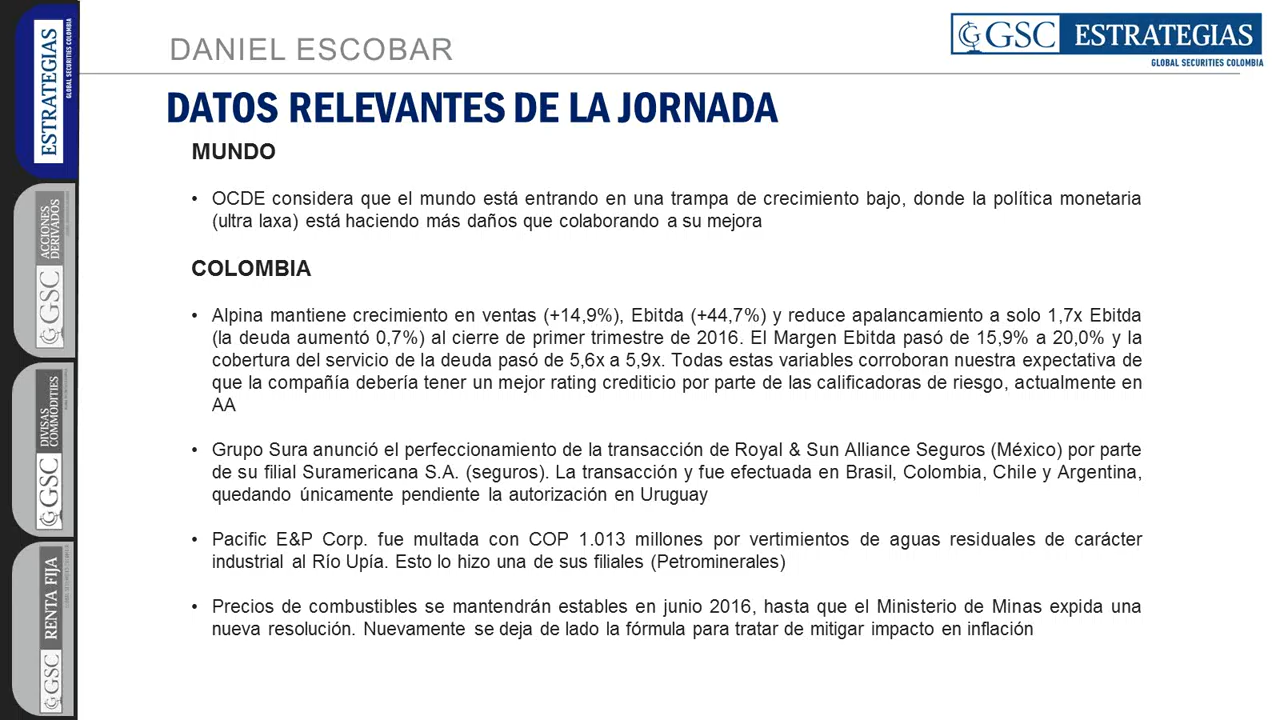 DANIEL ESCOBAR
GSC ESTRATEGIAS
GLOBAL SECURITIES COLOMBIA
DATOS RELEVANTES DE LA JORNADA
MUNDO
• OCDE considera que el mundo está entrando en una trampa de crecimiento bajo, donde la política monetaria
(ultra laxa) está haciendo más daños que colaborando a su mejora
COLOMBIA
• Alpina mantiene crecimiento en ventas (+14,9%), Ebitda (+44,7%) y reduce apalancamiento a solo 1,7x Ebitda
(la deuda aumentó 0,7%) al cierre de primer trimestre de 2016. El Margen Ebitda pasó de 15,9% a 20,0% y la
cobertura del servicio de la deuda pasó de 5,6x a 5,9x. Todas estas variables corroboran nuestra expectativa de
que la compañía debería tener un mejor rating crediticio por parte de las calificadoras de riesgo, actualmente en
AA
• Grupo Sura anunció el perfeccionamiento de la transacción de Royal & Sun Alliance Seguros (México) por parte
de su filial Suramericana S.A. (seguros). La transacción y fue efectuada en Brasil, Colombia, Chile y Argentina,
quedando únicamente pendiente la autorización en Uruguay
• Pacific E&P Corp. fue multada con COP 1.013 millones por vertimientos de aguas residuales de carácter
industrial al Río Upía. Esto lo hizo una de sus filiales (Petrominerales)
• Precios de combustibles se mantendrán estables en junio 2016, hasta que el Ministerio de Minas expida una
nueva resolución. Nuevamente se deja de lado la fórmula para tratar de mitigar impacto en inflación
ESTRATEGIAS
GLOBAL SECURITIES COLOMBIA
GSC ACCIONES
DERIVADOS
GSC DIVISAS
COMMODITIES
GSC RENTA FIJA